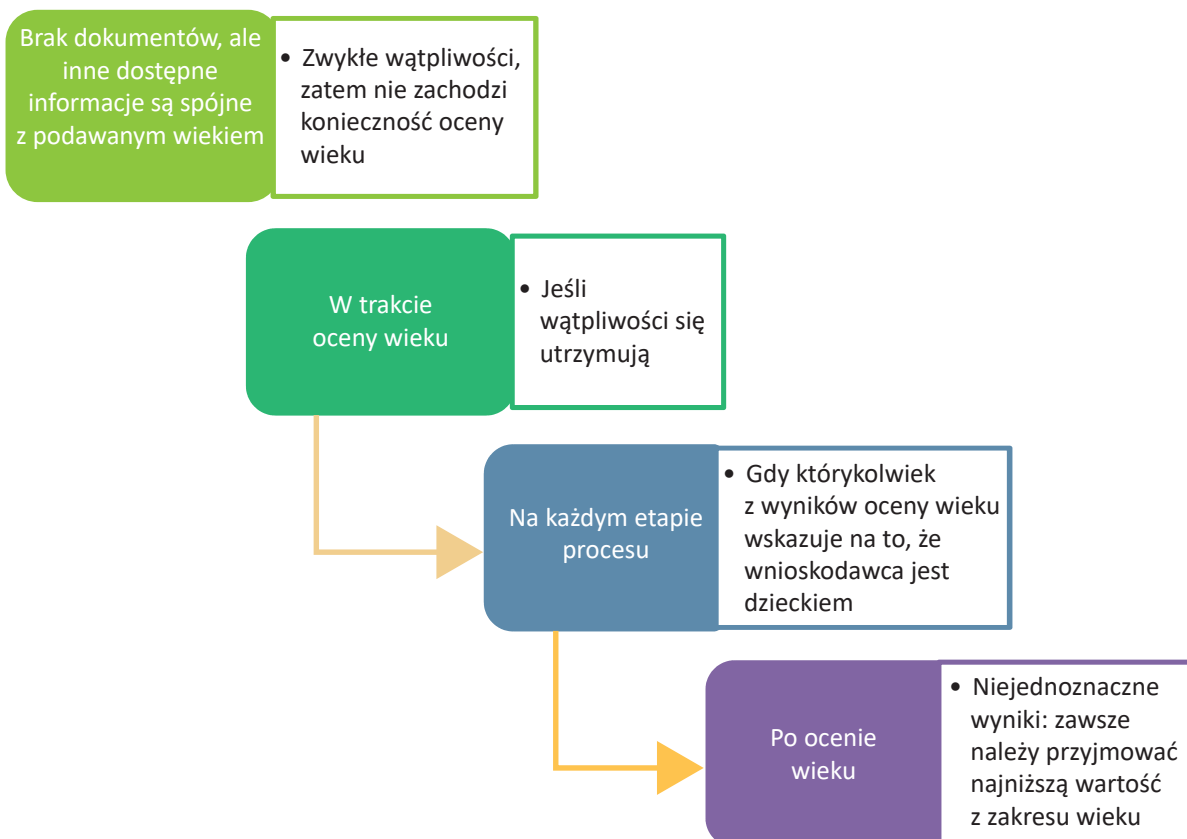 Brak dokumentów, ale
inne dostępne
informacje są spójne
z podawanym wiekiem
• Zwykłe wątpliwości,
zatem nie zachodzi
konieczność oceny
wieku
W trakcie
oceny wieku
• Jeśli
wątpliwości się
utrzymują
Na każdym etapie
procesu
• Gdy którykolwiek
z wyników oceny wieku
wskazuje na to, że
wnioskodawca jest
dzieckiem
Po ocenie
wieku
• Niejednoznaczne
wyniki: zawsze
należy przyjmować
najniższą wartość
z zakresu wieku